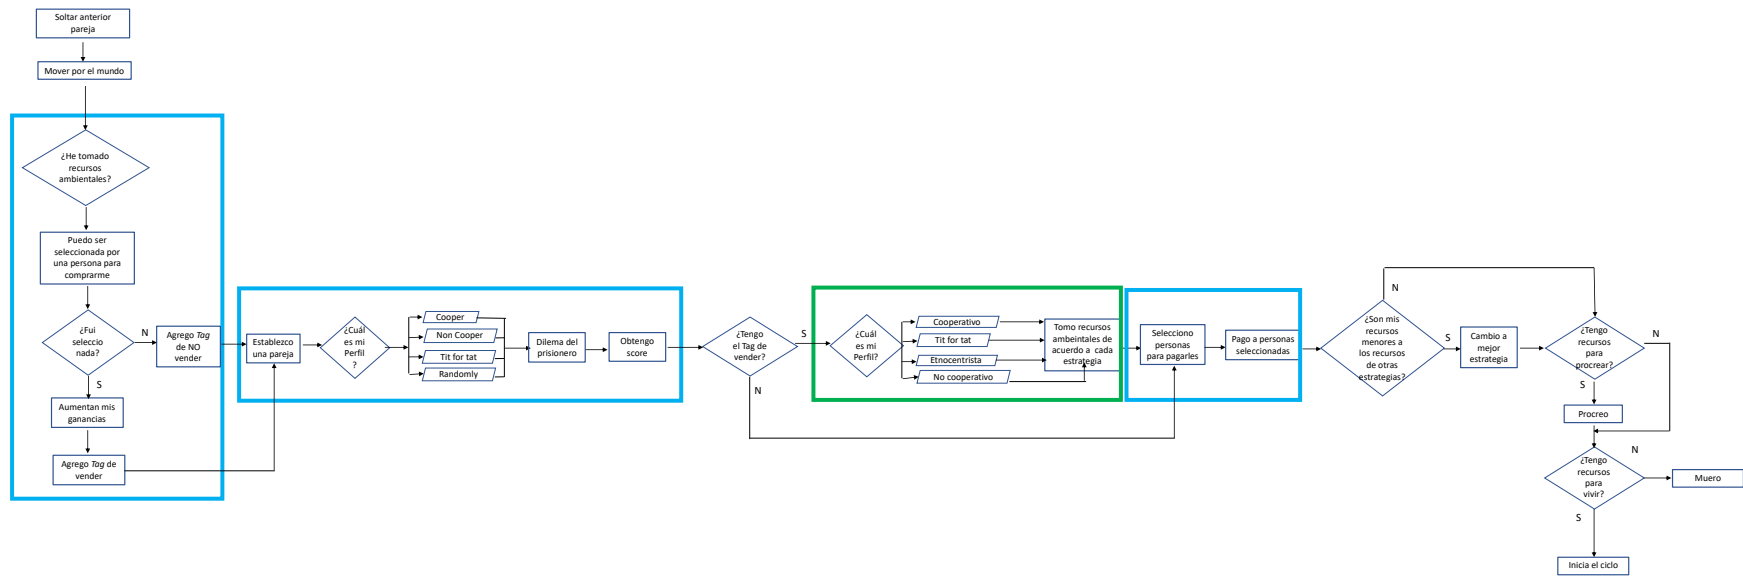 Soltar anterior
pareja
Mover por el mundo
¿He tomado
recursos
ambientales?
Puedo ser
seleccionada por
una persona para
comprarme
¿Fui
seleccio
nada?
N
S
Agrego Tag
de NO
vender
Aumentan mis
ganancias
Agrego Tag de
vender
Establezco
una pareja
¿Cuál
es mi
Perfil
?
Cooper
Non Cooper
Tit for tat
Randomly
Dilema del
prisionero
Obtengo
score
¿Tengo
el Tag de
vender?
S
N
¿Cuál
es mi
Perfil?
Cooperativo
Tit for tat
Etnocentrista
No cooperativo
Tomo recursos
ambeintales de
acuerdo a cada
estrategia
Selecciono
personas
para pagarles
Pago a personas
seleccionadas
¿Son mis
recursos
menores a
los recursos
de otras
estrategias?
N
S
Cambio a
mejor
estrategia
¿Tengo
recursos
para
procrear?
N
S
Procreo
¿Tengo
recursos
para
vivir?
N
Muero
S
Inicia el ciclo